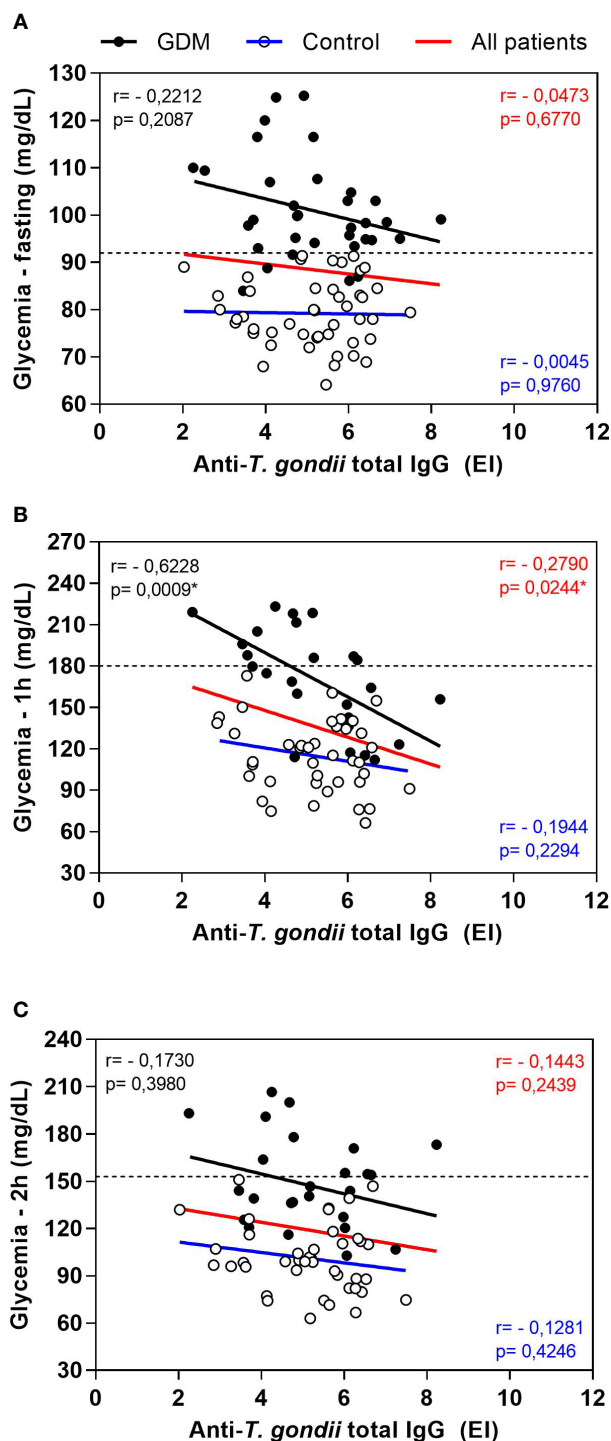 A
GDM Control All patients
130
120
110
100
90
80
70
60
Glycemia - fasting (mg/dL)
r= - 0,2212
p= 0,2087
r= - 0,0473
p= 0,6770
r= - 0,0045
p= 0,9760
0 2 4 6 8 10 12
Anti-T. gondii total IgG (EI)
B
270
240
210
180
150
120
90
60
30
Glycemia - 1h (mg/dL)
r= - 0,6228
p= 0,0009*
r= - 0,2790
p= 0,0244*
r= - 0,1944
p= 0,2294
0 2 4 6 8 10 12
Anti-T. gondii total IgG (EI)
C
240
210
180
150
120
90
60
30
Glycemia - 2h (mg/dL)
r= - 0,1730
p= 0,3980
r= - 0,1443
p= 0,2439
r= - 0,1281
p= 0,4246
0 2 4 6 8 10 12
Anti-T. gondii total IgG (EI)